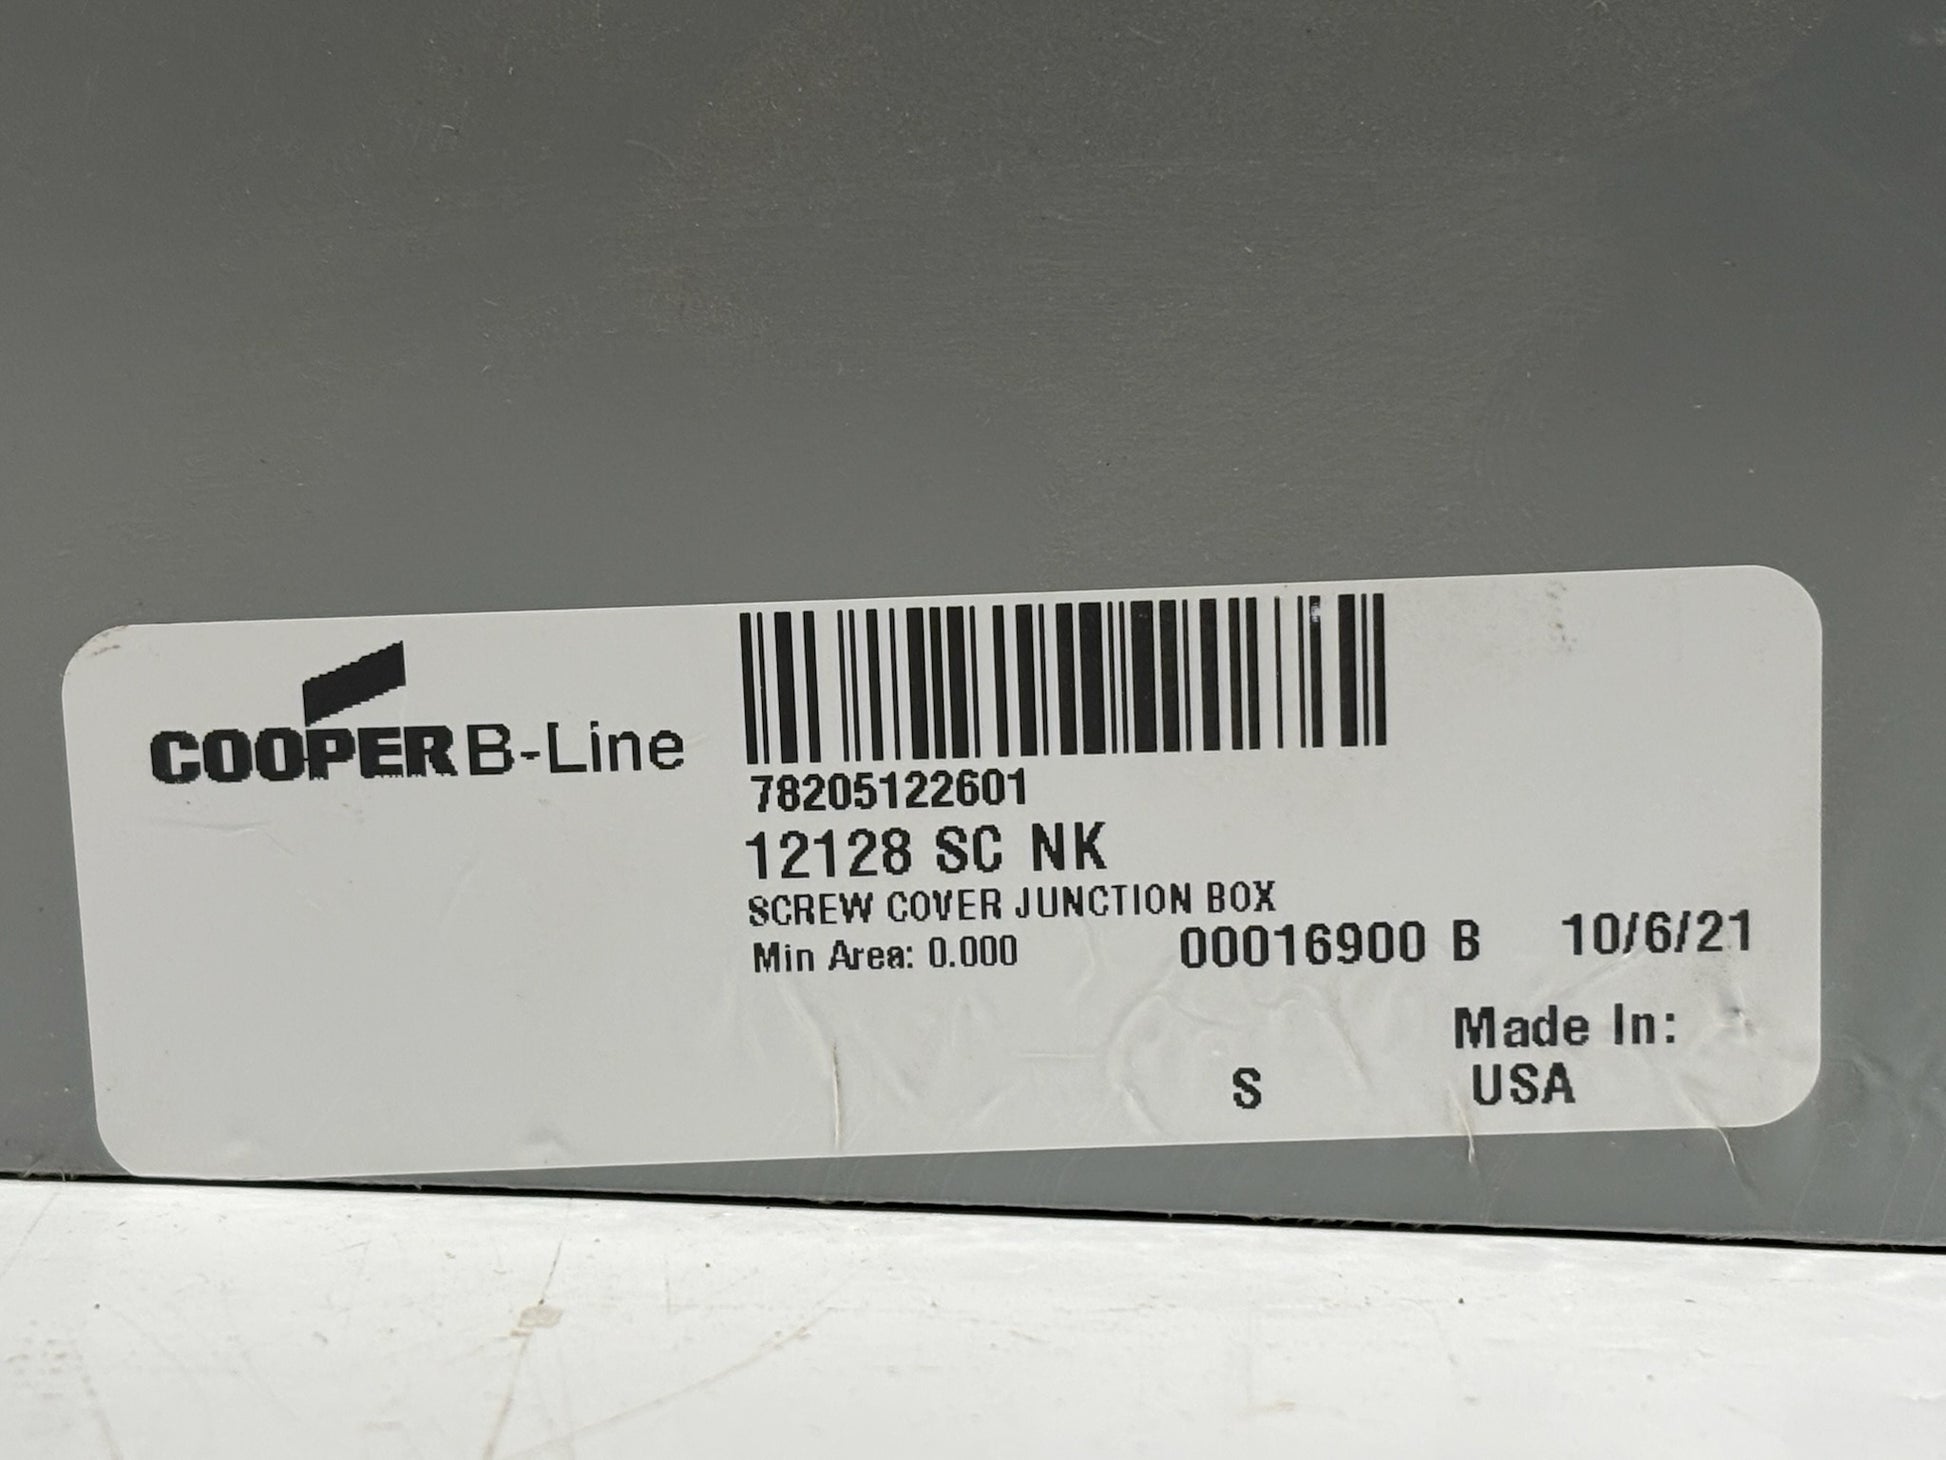 COOPER B-Line
78205122601
12128 SC NK
SCREW COVER JUNCTION BOX
Min Area: 0.000 00016900 B 10/6/21
Made In:
S USA